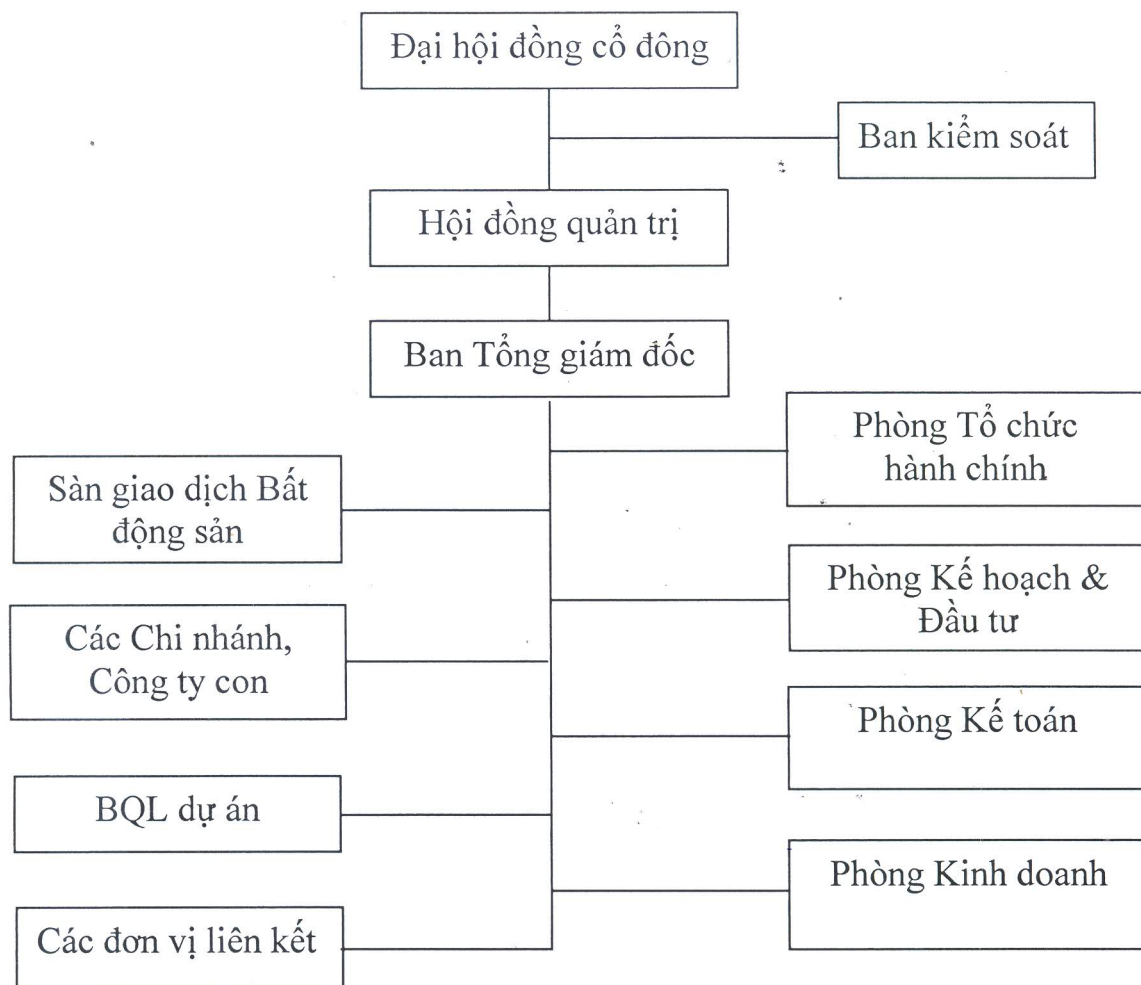 Đại hội đồng cổ đông
Ban kiểm soát
Hội đồng quản trị
Ban Tổng giám đốc
Phòng Tổ chức
hành chính
Sàn giao dịch Bất
động sản
Phòng Kế hoạch &
Đầu tư
Các Chi nhánh,
Công ty con
Phòng Kế toán
BQL dự án
Phòng Kinh doanh
Các đơn vị liên kết